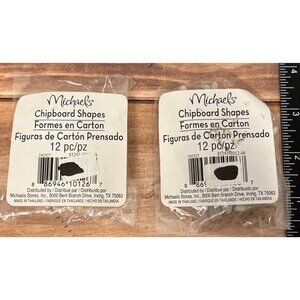 Michaels
Chipboard Shapes
Formes en Carton
Figuras de Cartón Prensado
12 pc/pz
8 86946 10126 7
Distributed by / Distribué par / Distribuido por
Michaels Stores, Inc., 8000 Bent Branch Drive, Irving, TX 75063
MADE IN THAILAND / FABRIQUÉ EN THAÏLANDE / HECHO EN TAILANDIA
Michaels
Chipboard Shapes
Formes en Carton
Figuras de Cartón Prensado
12 pc/pz
Distributed by / Distribué par / Distribuido por
Michaels Stores, Inc., 8000 Bent Branch Drive, Irving, TX 75063
MADE IN THAILAND / FABRIQUÉ EN THAÏLANDE / HECHO EN TAILANDIA
4
3
2
1